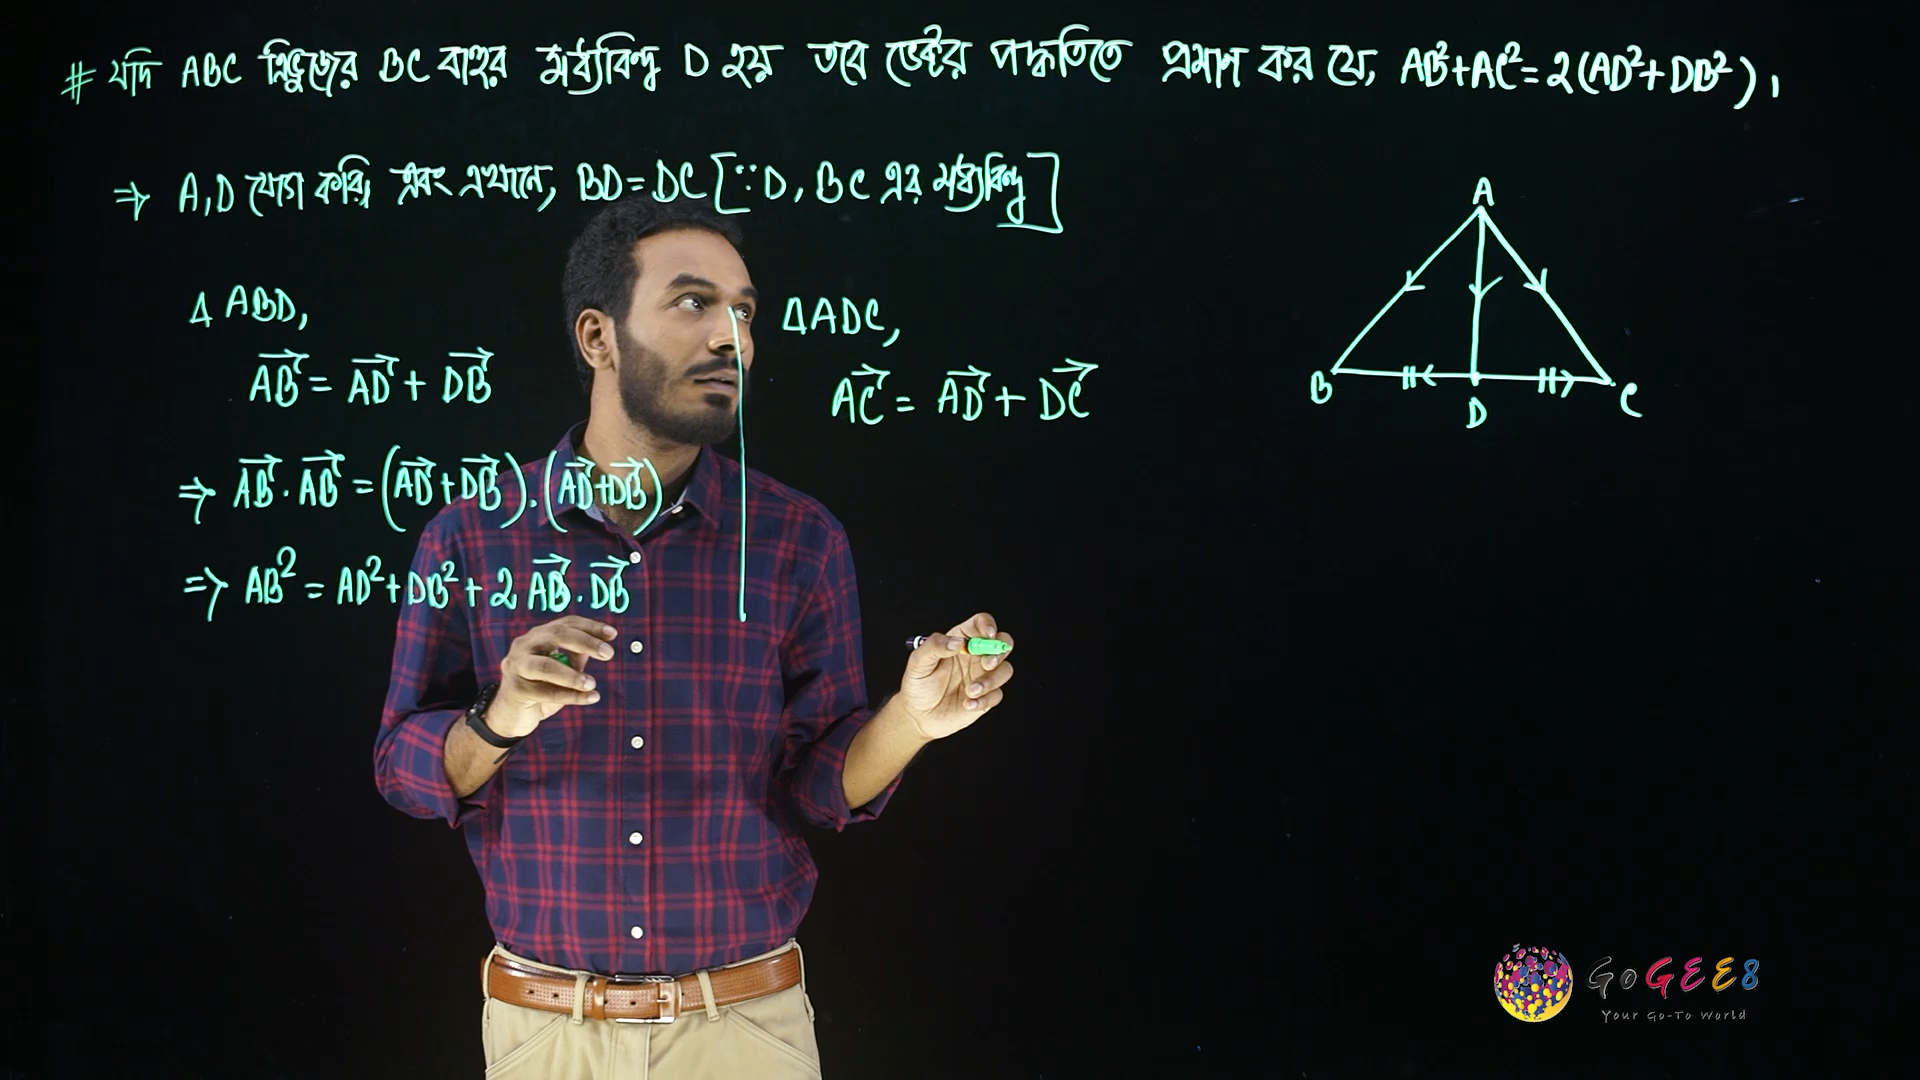 # যদি ABC ত্রিভুজের BC বাহুর মধ্যবিন্দু D হয় তবে ভেক্টর পদ্ধতিতে প্রমাণ কর যে, AB²+AC²=2(AD²+DB²)।
⇒ A,D যোগ করি এবং এখানে, BD=DC [∵D, BC এর মধ্যবিন্দু]
Δ ABD,
AB⃗ = AD⃗ + DB⃗
⇒ AB⃗ . AB⃗ = (AD⃗+DB⃗).(AD⃗+DB⃗)
⇒ AB² = AD²+DB²+2 AB⃗ . DB⃗
ΔADC,
AC⃗ = AD⃗ + DC⃗
A
B
D
C
GoGEE8
Your Go-To World